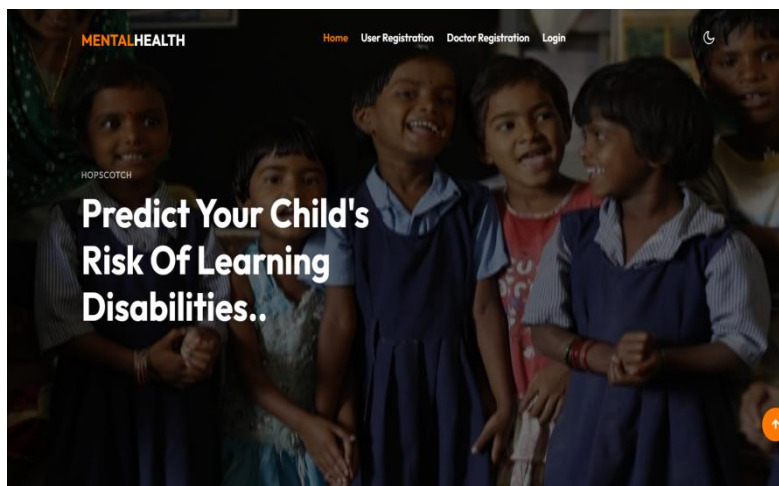 MENTALHEALTH
Home User Registration Doctor Registration Login
HOPSCOTCH
Predict Your Child's
Risk Of Learning
Disabilities..